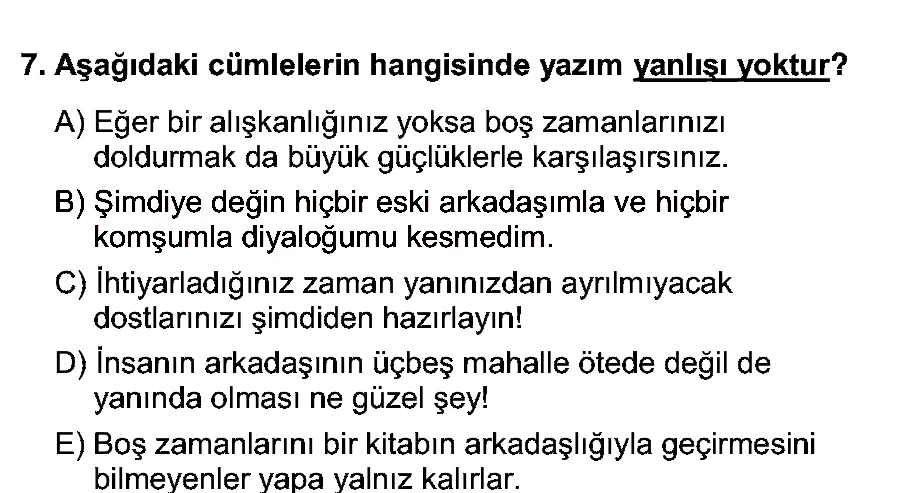 7. Aşağıdaki cümlelerin hangisinde yazım yanlışı yoktur?
A) Eğer bir alışkanlığınız yoksa boş zamanlarınızı
doldurmak da büyük güçlüklerle karşılaşırsınız.
B) Şimdiye değin hiçbir eski arkadaşımla ve hiçbir
komşumla diyaloğumu kesmedim.
C) İhtiyarladığınız zaman yanınızdan ayrılmıyacak
dostlarınızı şimdiden hazırlayın!
D) İnsanın arkadaşının üçbeş mahalle ötede değil de
yanında olması ne güzel şey!
E) Boş zamanlarını bir kitabın arkadaşlığıyla geçirmesini
bilmeyenler yapa yalnız kalırlar.